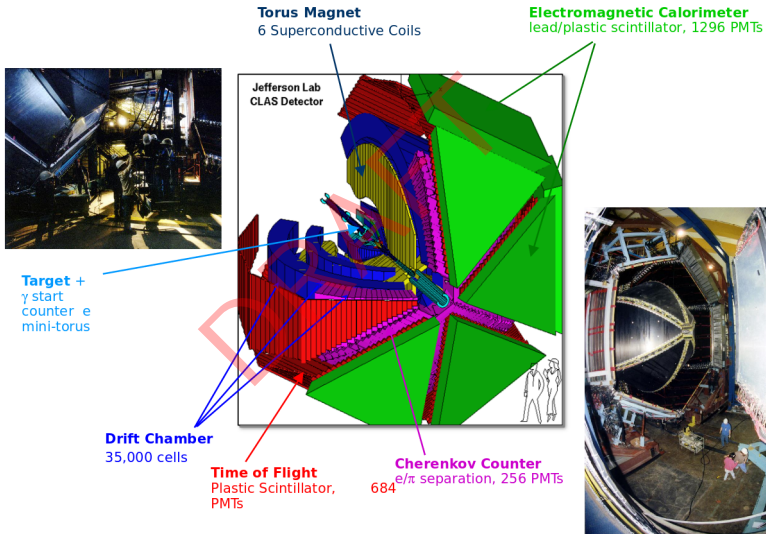 Torus Magnet
6 Superconductive Coils
Electromagnetic Calorimeter
lead/plastic scintillator, 1296 PMTs
Jefferson Lab
CLAS Detector
DRAFT
Target +
γ start
counter e
mini-torus
Drift Chamber
35,000 cells
Time of Flight
Plastic Scintillator, 684
PMTs
Cherenkov Counter
e/π separation, 256 PMTs